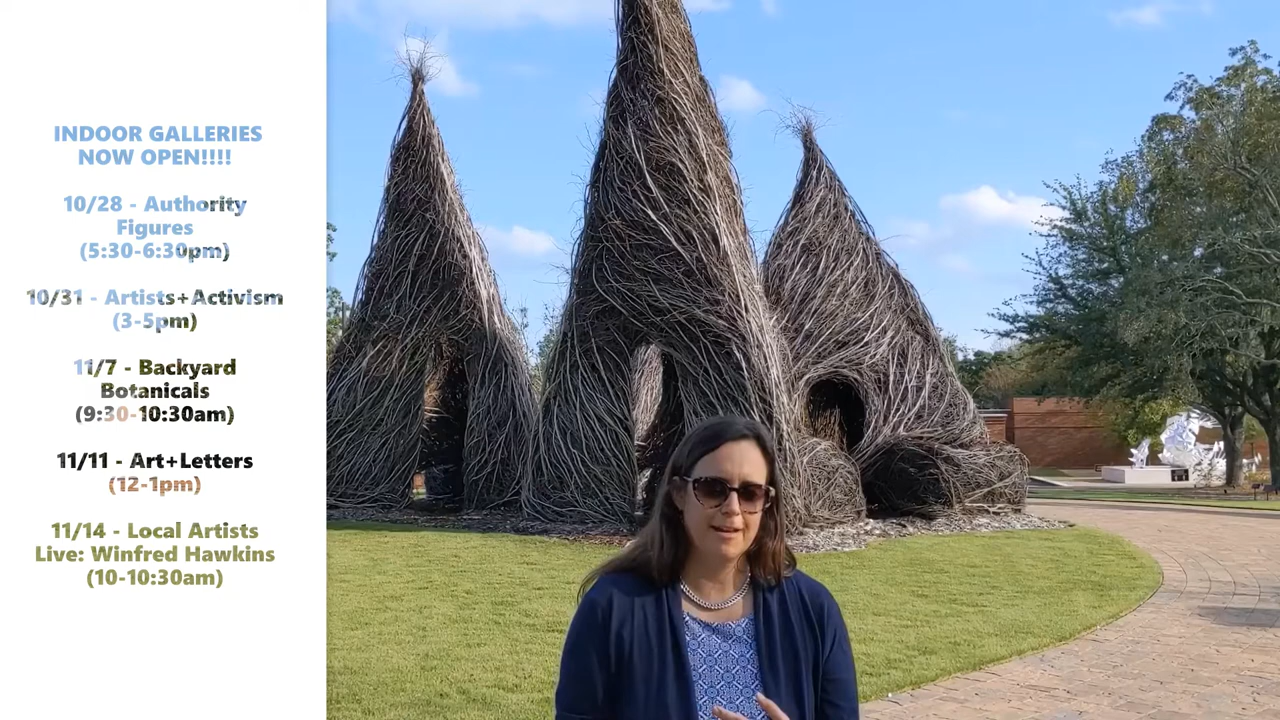 INDOOR GALLERIES
NOW OPEN!!!!
10/28 - Authority
Figures
(5:30-6:30pm)
10/31 - Artists+Activism
(3-5pm)
11/7 - Backyard
Botanicals
(9:30-10:30am)
11/11 - Art+Letters
(12-1pm)
11/14 - Local Artists
Live: Winfred Hawkins
(10-10:30am)